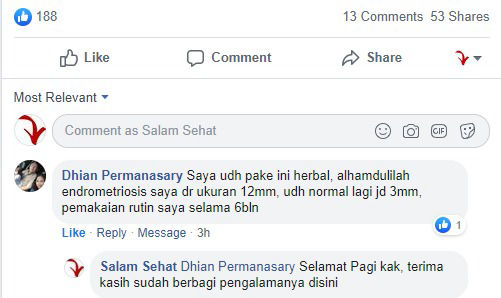 188 13 Comments 53 Shares
Like Comment Share
Most Relevant
Comment as Salam Sehat GIF
Dhian Permanasary Saya udh pake ini herbal, alhamdulilah
endrometriosis saya dr ukuran 12mm, udh normal lagi jd 3mm,
pemakaian rutin saya selama 6bln
1
Like · Reply · Message · 3h
Salam Sehat Dhian Permanasary Selamat Pagi kak, terima
kasih sudah berbagi pengalamanya disini